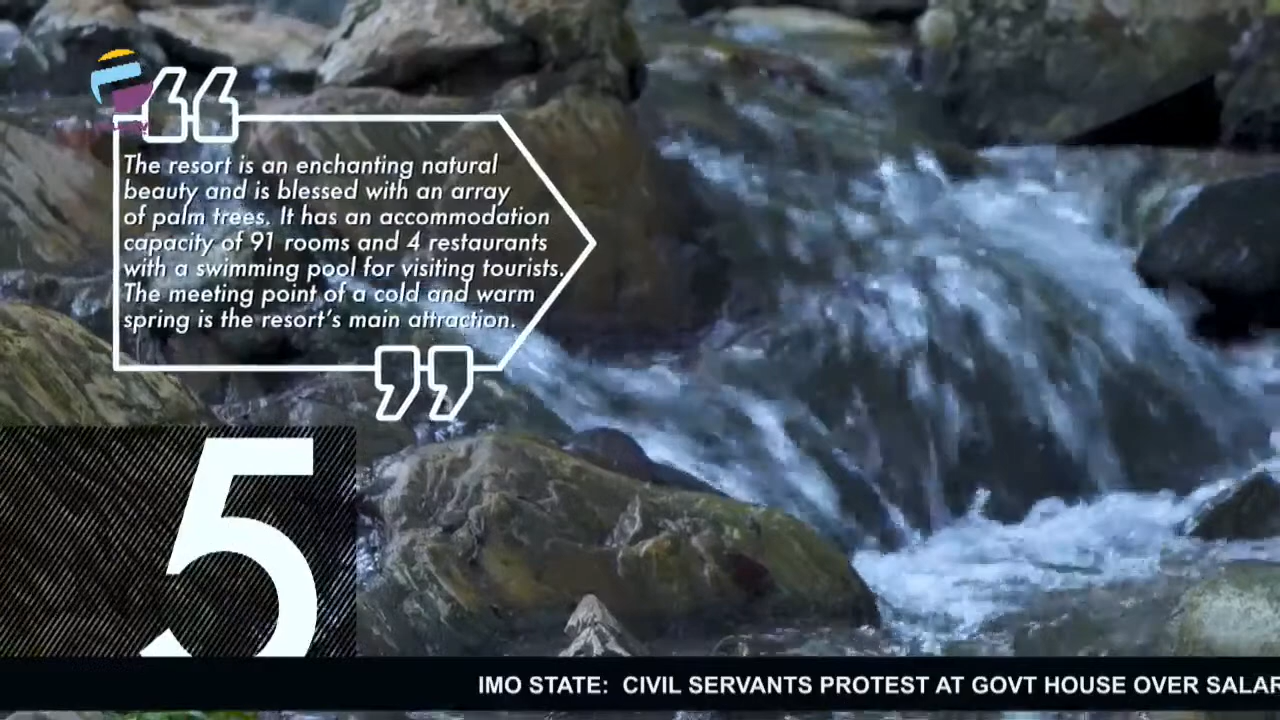 The resort is an enchanting natural
beauty and is blessed with an array
of palm trees. It has an accommodation
capacity of 91 rooms and 4 restaurants
with a swimming pool for visiting tourists.
The meeting point of a cold and warm
spring is the resort's main attraction.
5
IMO STATE: CIVIL SERVANTS PROTEST AT GOVT HOUSE OVER SALAR